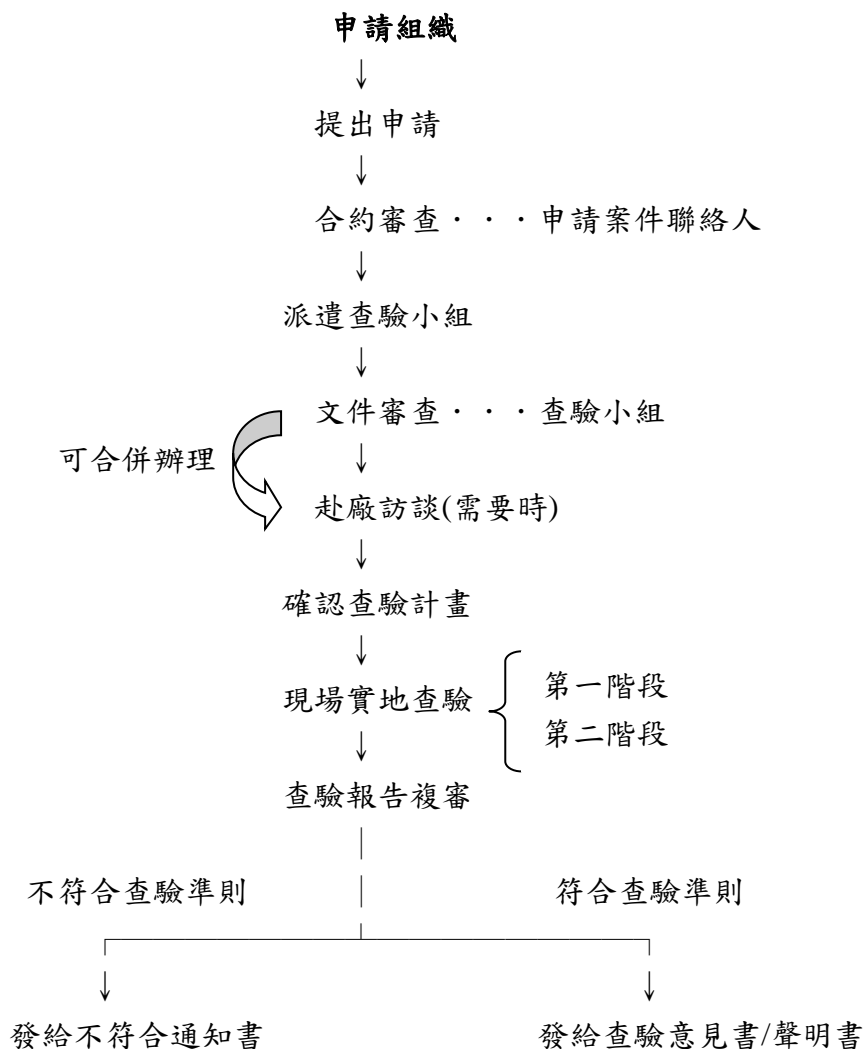 申請組織
提出申請
合約審查・・・申請案件聯絡人
派遣查驗小組
文件審查・・・查驗小組
可合併辦理
赴廠訪談(需要時)
確認查驗計畫
現場實地查驗
第一階段
第二階段
查驗報告複審
不符合查驗準則
符合查驗準則
發給不符合通知書
發給查驗意見書/聲明書